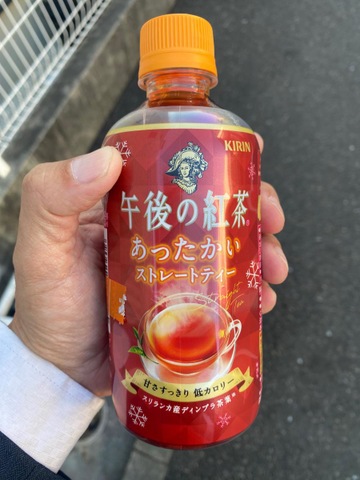 KIRIN
午後の紅茶
あったかい
ストレートティー
甘さすっきり 低カロリー
スリランカ産ディンブラ茶葉